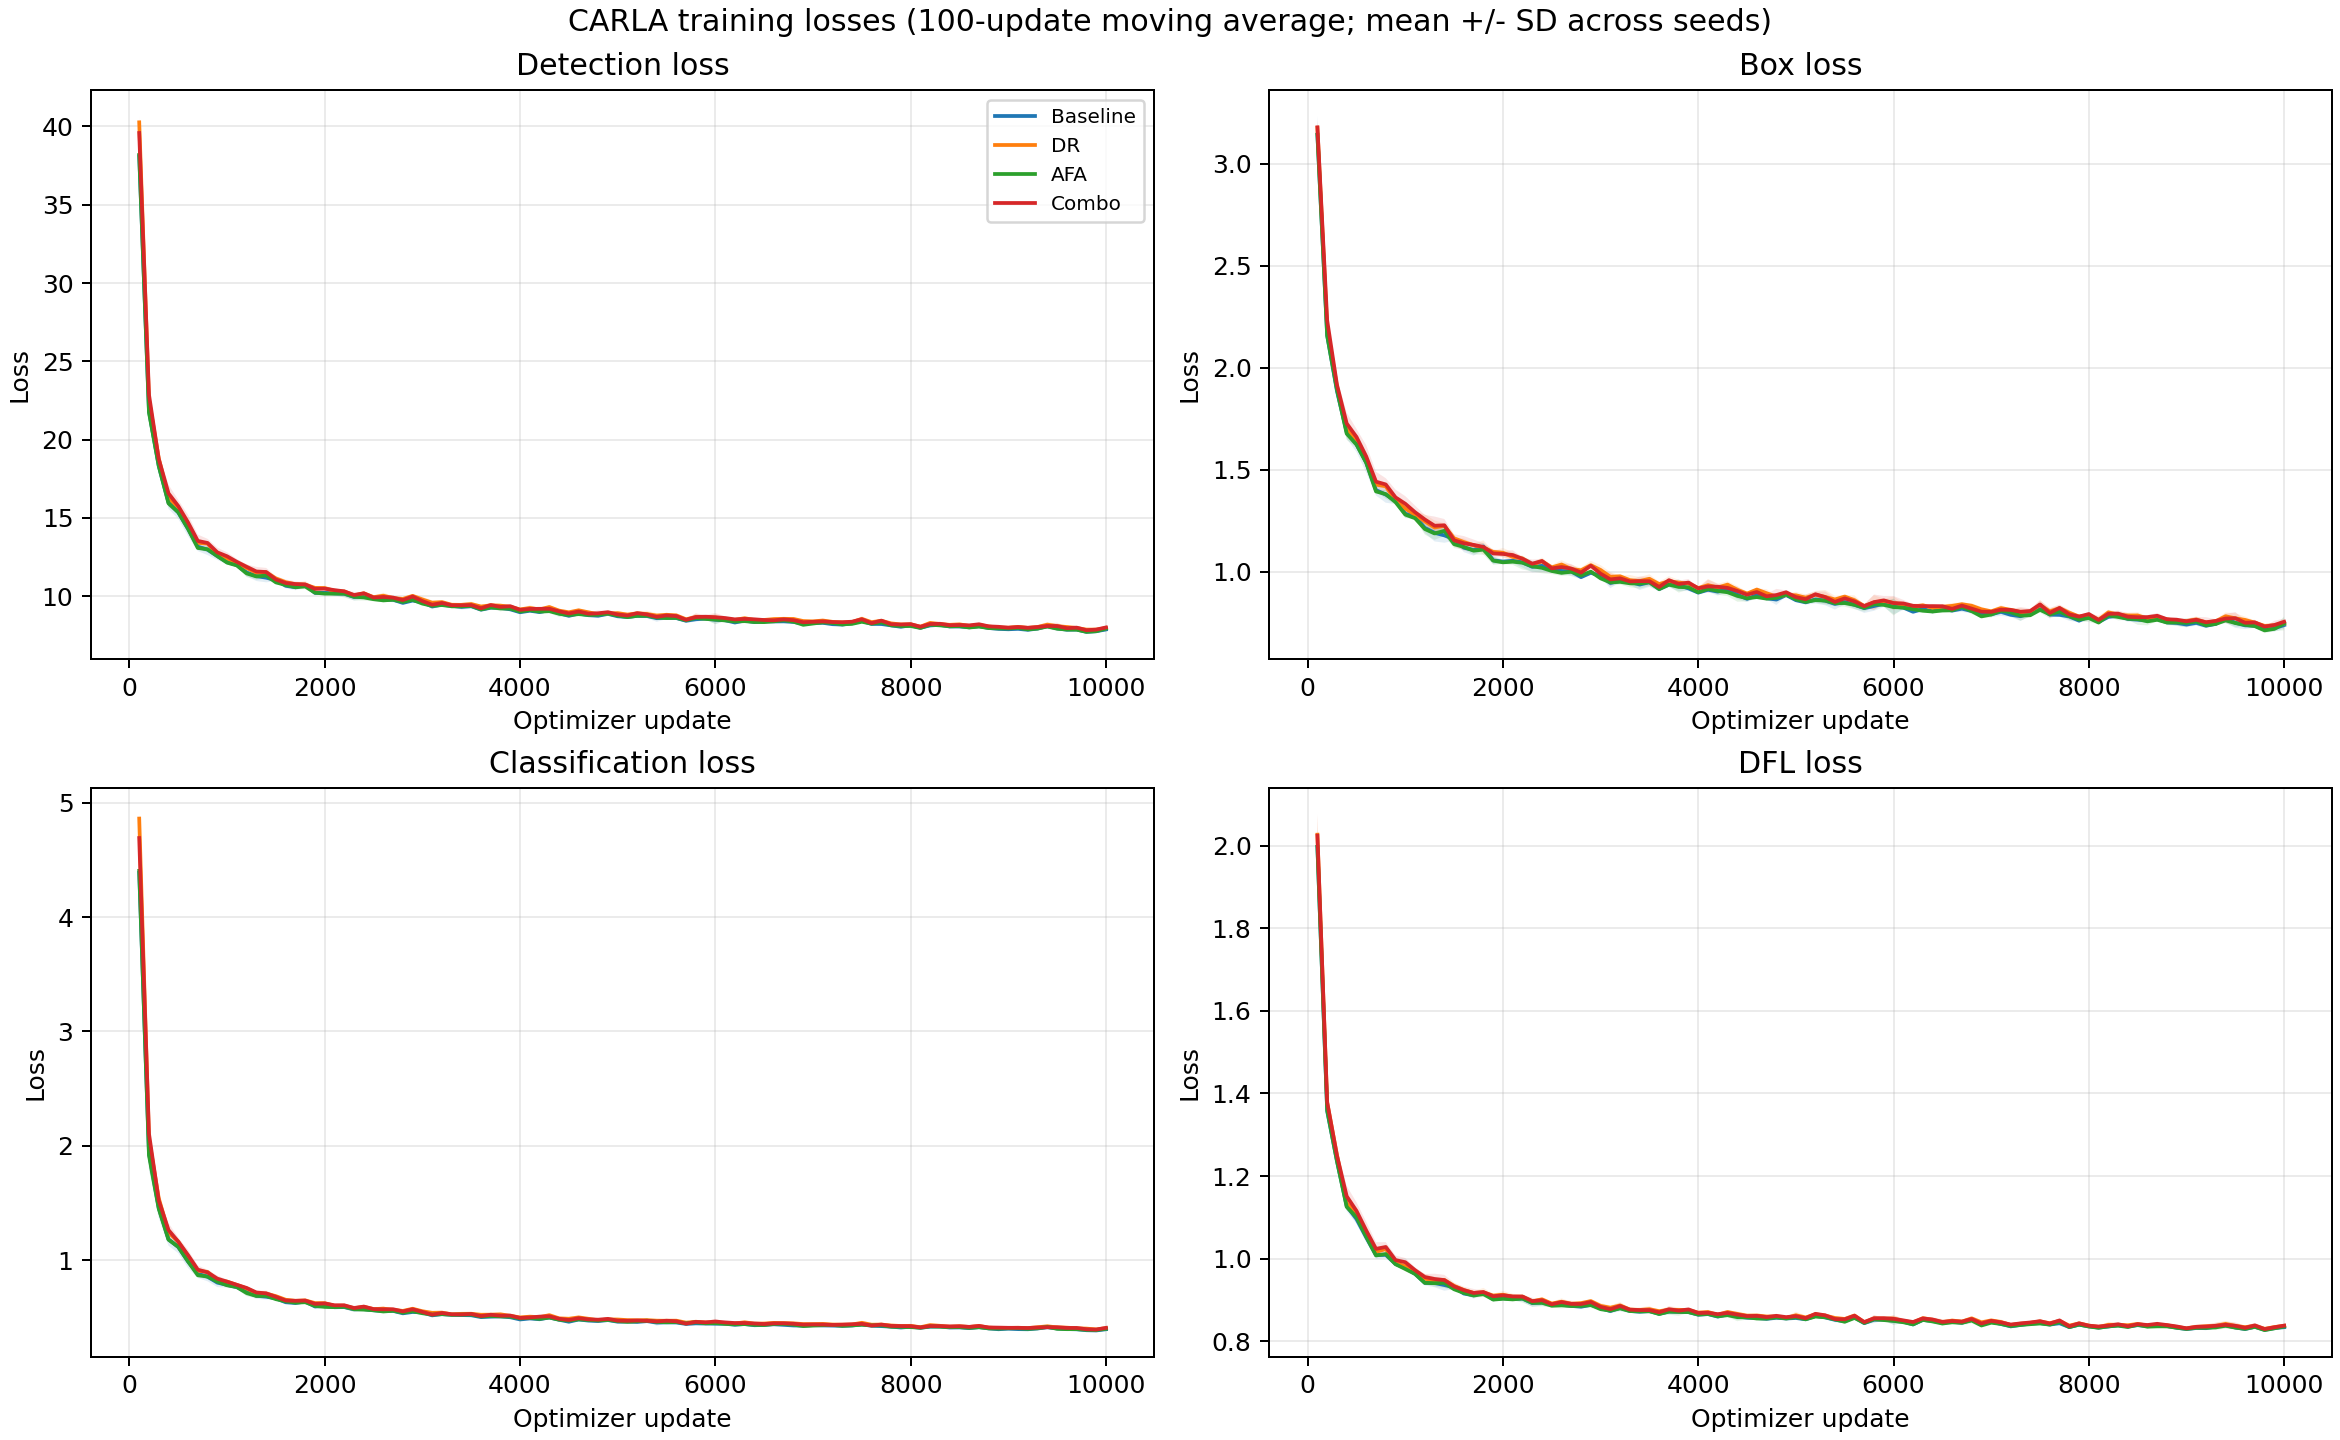 CARLA training losses (100-update moving average; mean +/- SD across seeds)
Detection loss
Baseline
DR
AFA
Combo
40
35
30
25
20
15
10
Loss
0 2000 4000 6000 8000 10000
Optimizer update
Box loss
3.0
2.5
2.0
1.5
1.0
Loss
0 2000 4000 6000 8000 10000
Optimizer update
Classification loss
5
4
3
2
1
Loss
0 2000 4000 6000 8000 10000
Optimizer update
DFL loss
2.0
1.8
1.6
1.4
1.2
1.0
0.8
Loss
0 2000 4000 6000 8000 10000
Optimizer update